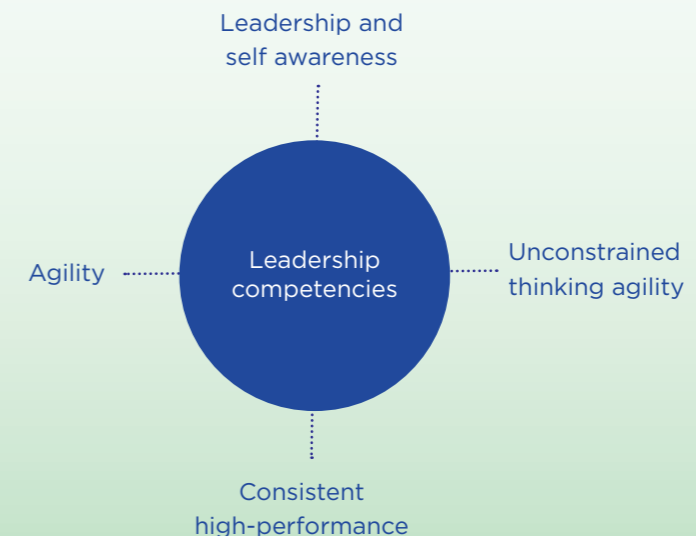 Leadership and
self awareness
Agility
Leadership
competencies
Unconstrained
thinking agility
Consistent
high-performance